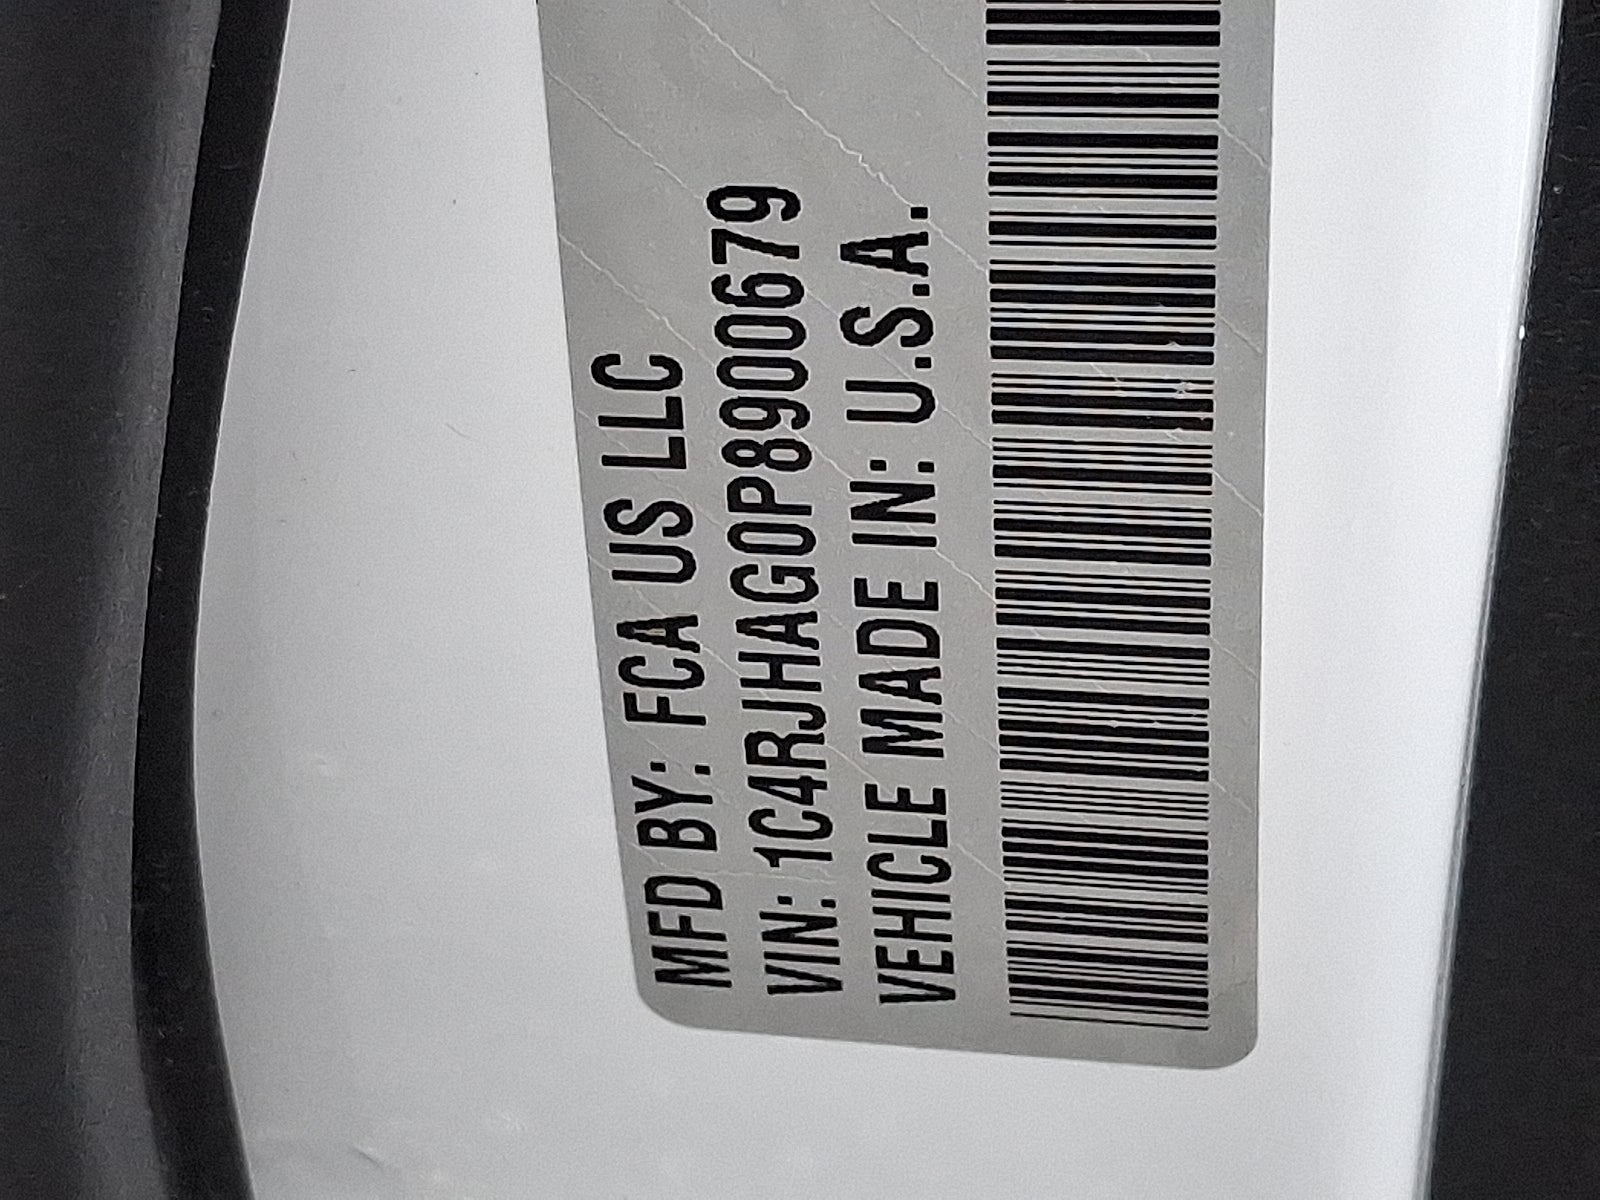 MFD BY: FCA US LLC
VIN: 1C4RJHAG0P8900679
VEHICLE MADE IN: U.S.A.